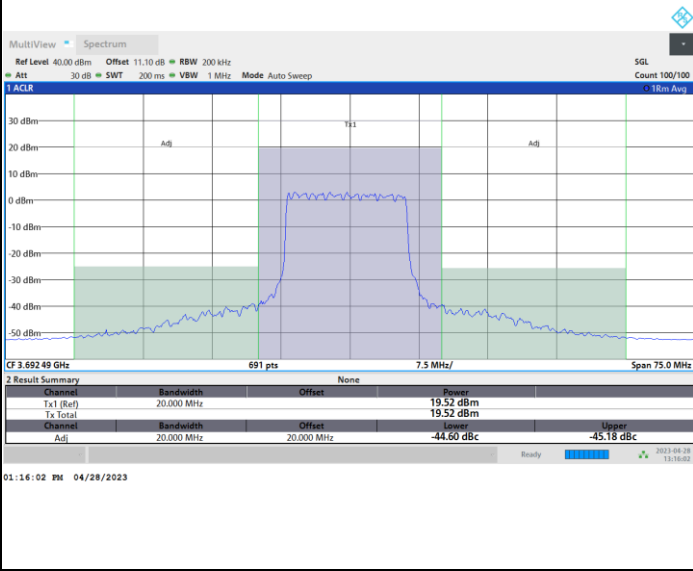 MultiView Spectrum
Ref Level 40.00 dBm Offset 11.10 dB RBW 200 kHz SGL
Att 30 dB SWT 200 ms VBW 1 MHz Mode Auto Sweep Count 100/100
1 ACLR 1Rm Avg
Tx1
Adj Adj
30 dBm
20 dBm
10 dBm
0 dBm
-10 dBm
-20 dBm
-30 dBm
-40 dBm
-50 dBm
CF 3.692 49 GHz 691 pts 7.5 MHz/ Span 75.0 MHz
2 Result Summary None
Channel Bandwidth Offset Power
Tx1 (Ref) 20.000 MHz 19.52 dBm
Tx Total 19.52 dBm
Channel Bandwidth Offset Lower Upper
Adj 20.000 MHz 20.000 MHz -44.60 dBc -45.18 dBc
Ready 2023-04-28
13:16:02
01:16:02 PM 04/28/2023